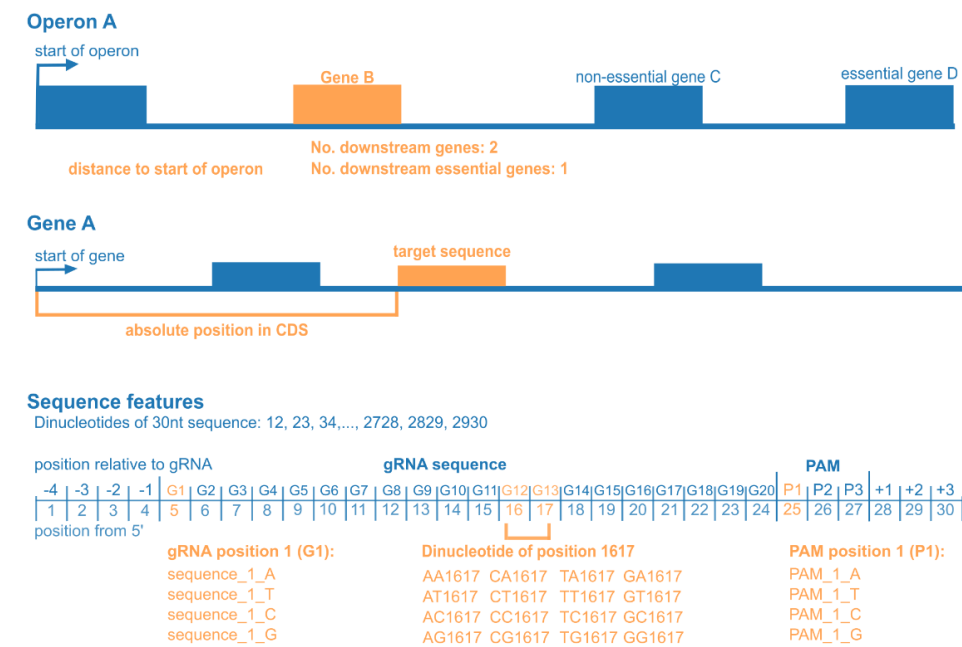 Operon A
start of operon
Gene B
non-essential gene C
essential gene D
No. downstream genes: 2
distance to start of operon
No. downstream essential genes: 1
Gene A
start of gene
target sequence
absolute position in CDS
Sequence features
Dinucleotides of 30nt sequence: 12, 23, 34,..., 2728, 2829, 2930
position relative to gRNA
gRNA sequence
PAM
-4 | -3 | -2 | -1 | G1 | G2 | G3 | G4 | G5 | G6 | G7 | G8 | G9 | G10 | G11 | G12 | G13 | G14 | G15 | G16 | G17 | G18 | G19 | G20 | P1 | P2 | P3 | +1 | +2 | +3
1 | 2 | 3 | 4 | 5 | 6 | 7 | 8 | 9 | 10 | 11 | 12 | 13 | 14 | 15 | 16 | 17 | 18 | 19 | 20 | 21 | 22 | 23 | 24 | 25 | 26 | 27 | 28 | 29 | 30
position from 5'
gRNA position 1 (G1):
sequence_1_A
sequence_1_T
sequence_1_C
sequence_1_G
Dinucleotide of position 1617
AA1617 CA1617 TA1617 GA1617
AT1617 CT1617 TT1617 GT1617
AC1617 CC1617 TC1617 GC1617
AG1617 CG1617 TG1617 GG1617
PAM position 1 (P1):
PAM_1_A
PAM_1_T
PAM_1_C
PAM_1_G